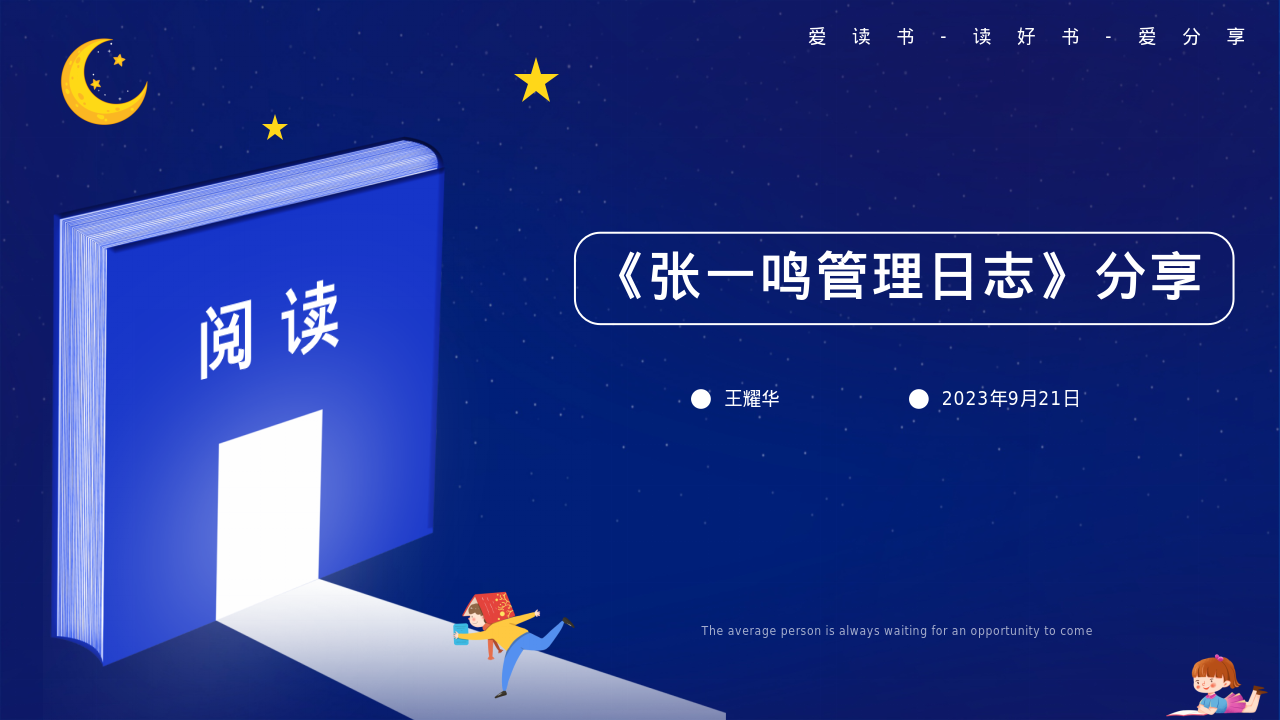 爱读书-读好书-爱分享
阅读
《张一鸣管理日志》分享
王耀华
2023年9月21日
The average person is always waiting for an opportunity to come